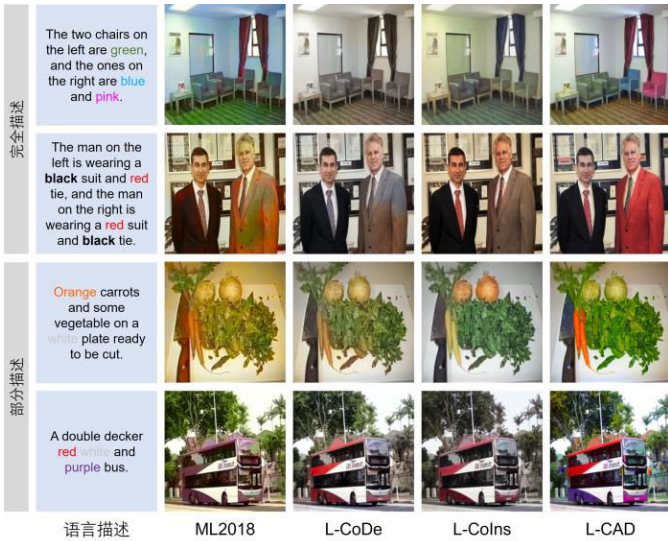 完全描述
The two chairs on
the left are green,
and the ones on
the right are blue
and pink.
The man on the
left is wearing a
black suit and red
tie, and the man
on the right is
wearing a red suit
and black tie.
部分描述
Orange carrots
and some
vegetable on a
white plate ready
to be cut.
A double decker
red white and
purple bus.
语言描述
ML2018
L-CoDe
L-CoIns
L-CAD